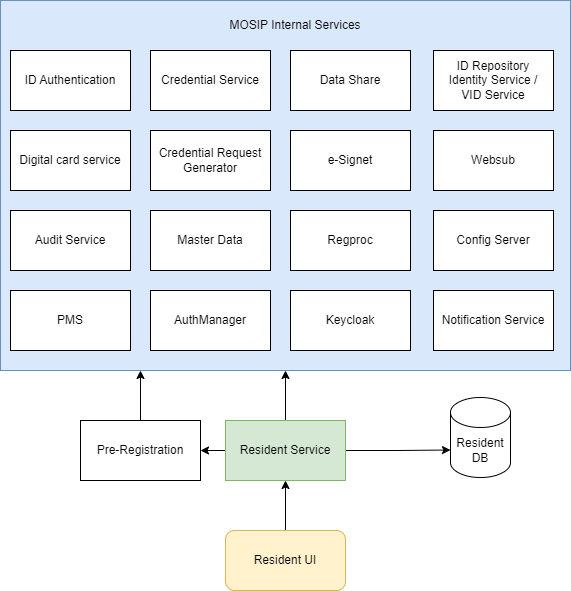 MOSIP Internal Services
ID Authentication
Credential Service
Data Share
ID Repository
Identity Service /
VID Service
Digital card service
Credential Request
Generator
e-Signet
Websub
Audit Service
Master Data
Regproc
Config Server
PMS
AuthManager
Keycloak
Notification Service
Pre-Registration
Resident Service
Resident
DB
Resident UI